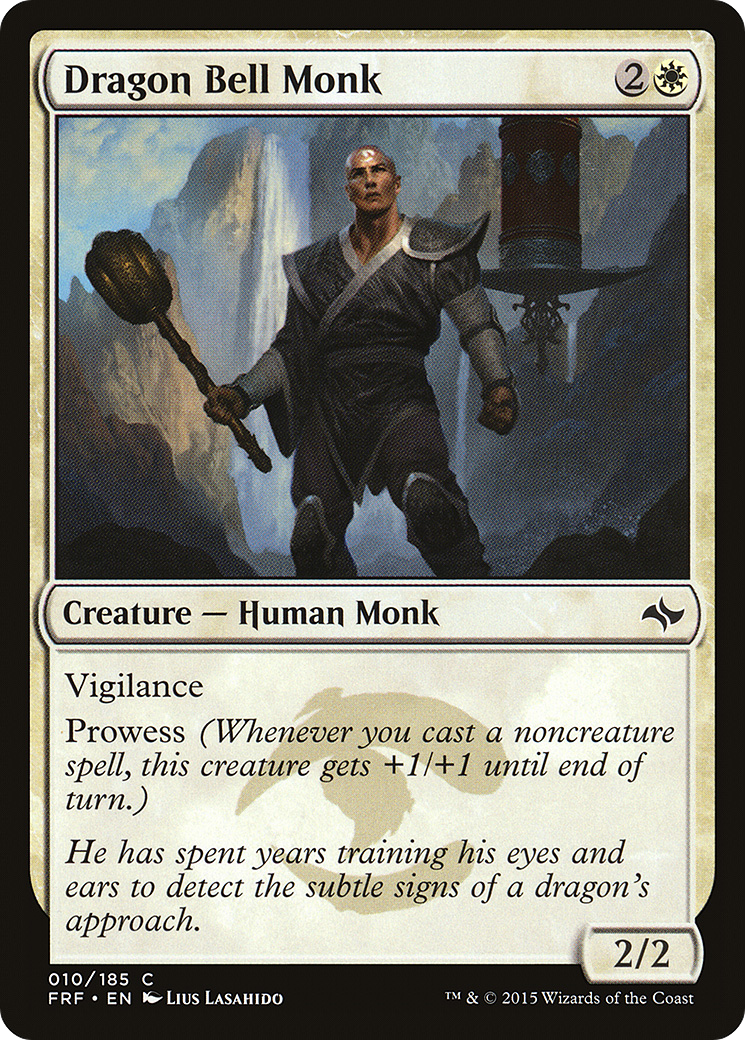 Dragon Bell Monk
2
Creature — Human Monk
Vigilance
Prowess (Whenever you cast a noncreature
spell, this creature gets +1/+1 until end of
turn.)
He has spent years training his eyes and
ears to detect the subtle signs of a dragon's
approach.
2/2
010/185 C
FRF • EN Lius Lasahido
™ & © 2015 Wizards of the Coast